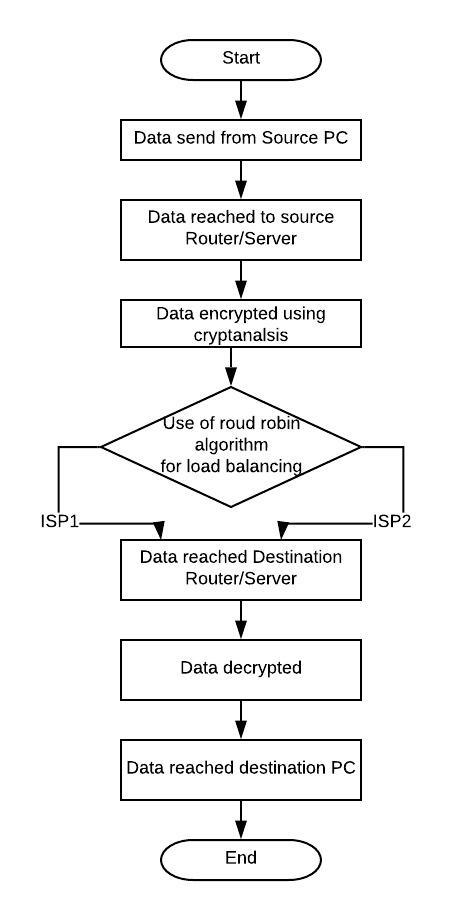 Start
Data send from Source PC
Data reached to source
Router/Server
Data encrypted using
cryptanalsis
Use of roud robin
algorithm
for load balancing
ISP1
ISP2
Data reached Destination
Router/Server
Data decrypted
Data reached destination PC
End